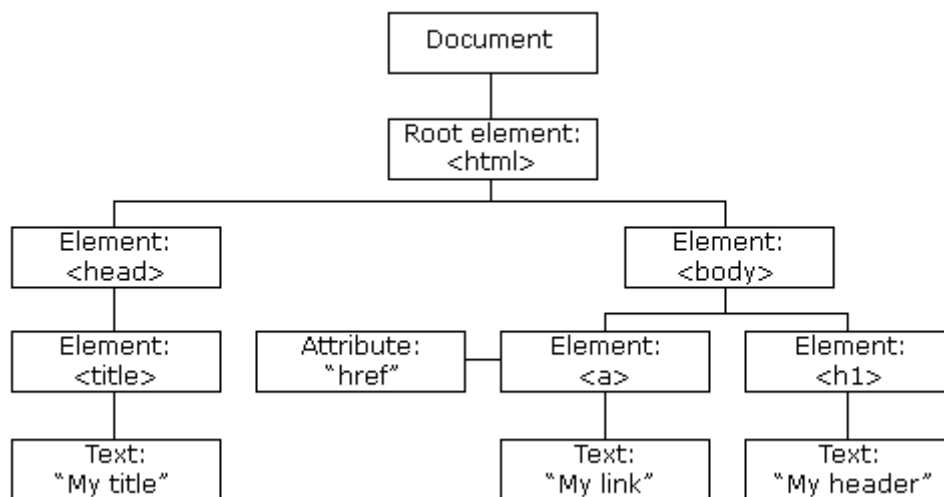 Document
Root element:
<html>
Element:
<head>
Element:
<body>
Element:
<title>
Attribute:
“href”
Element:
<a>
Element:
<h1>
Text:
“My title”
Text:
“My link”
Text:
“My header”